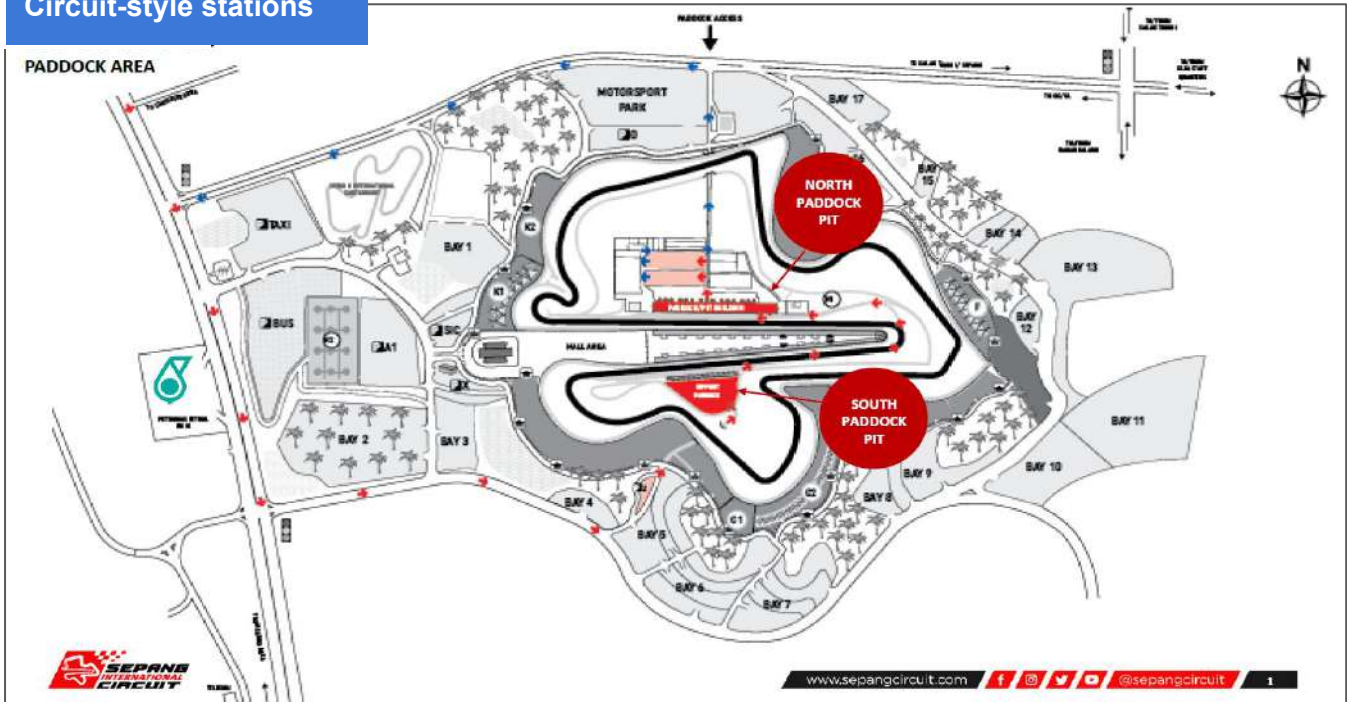 Circuit-style stations
PADDOCK ACCESS
PADDOCK AREA
N
MOTORSPORT
PARK
BAY 17
BAY
15
NORTH
PADDOCK
PIT
TAXI
K2
BAY 1
BAY 14
BAY 13
K1
F
BAY
12
BUS
A1
SIC
MALL AREA
X
SOUTH
PADDOCK
PIT
BAY 2
BAY 3
BAY 4
BAY 5
BAY 6
BAY 7
BAY 8
BAY 9
BAY 10
BAY 11
C1
C2
SEPANG
INTERNATIONAL
CIRCUIT
www.sepangcircuit.com
@sepangcircuit
1